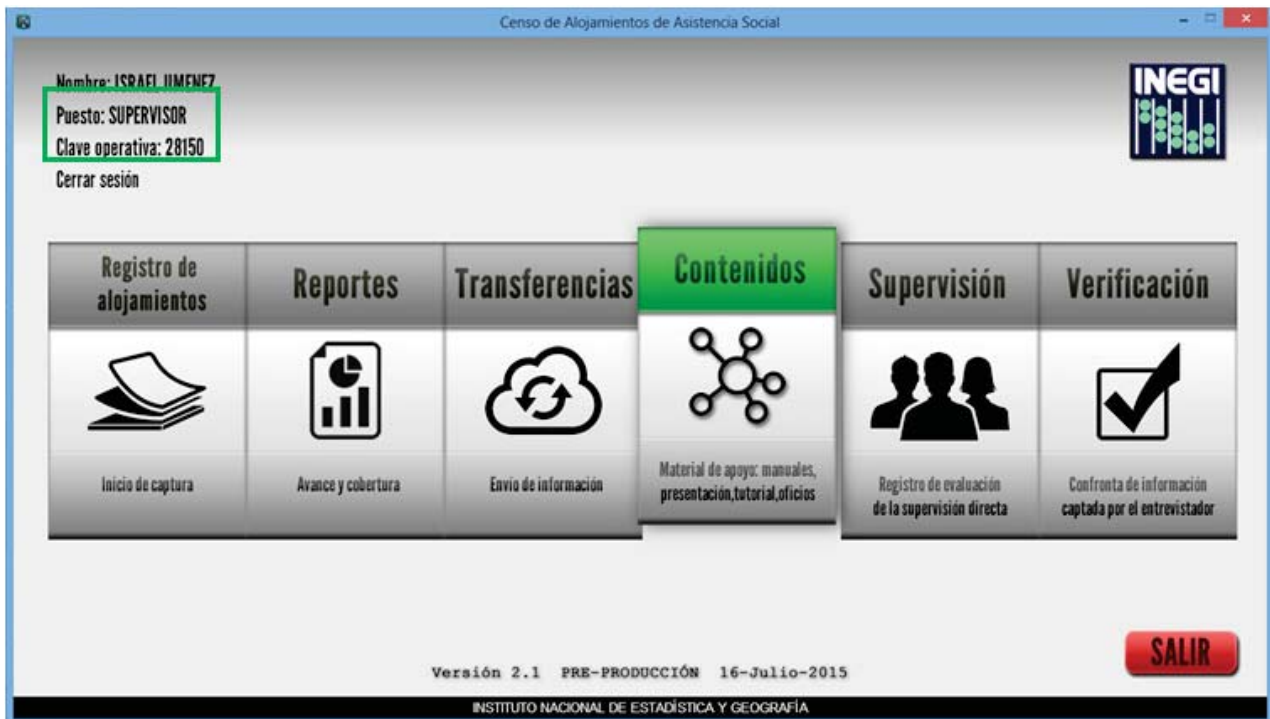 Censo de Alojamientos de Asistencia Social
Nombre: ISRAEL JIMENEZ
Puesto: SUPERVISOR
Clave operativa: 28150
Cerrar sesión
INEGI
Registro de
alojamientos
Reportes
Transferencias
Contenidos
Supervisión
Verificación
Inicio de captura
Avance y cobertura
Envio de información
Material de apoyo: manuales,
presentación,tutorial,oficios
Registro de evaluación
de la supervisión directa
Confronta de información
captada por el entrevistador
SALIR
Versión 2.1 PRE-PRODUCCIÓN 16-Julio-2015
INSTITUTO NACIONAL DE ESTADÍSTICA Y GEOGRAFÍA